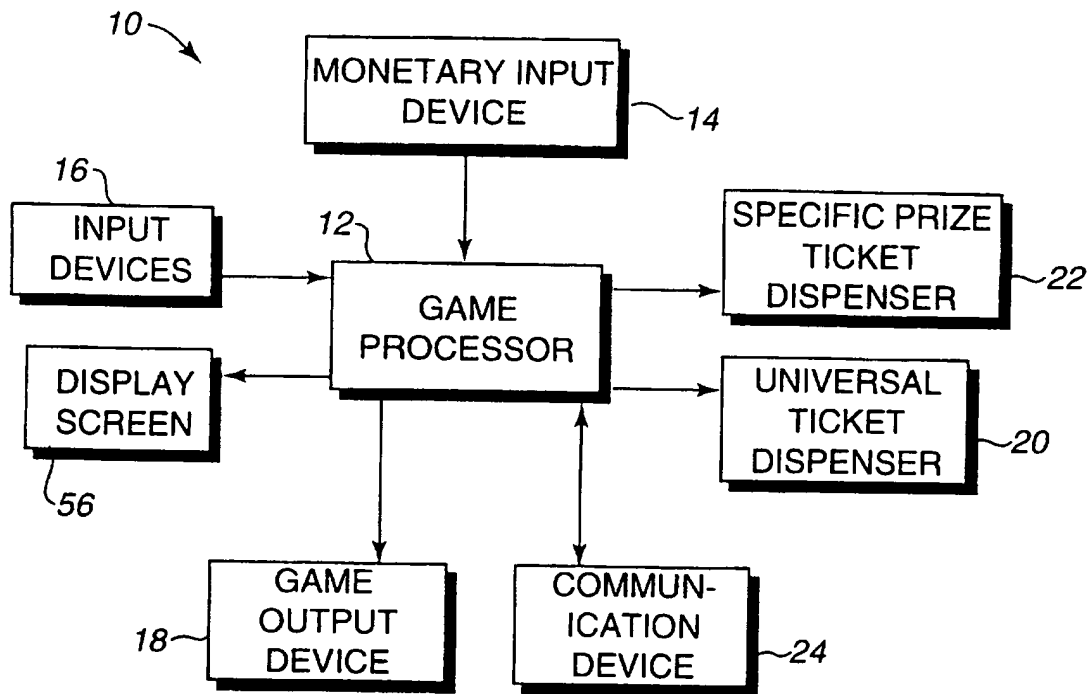 10
MONETARY INPUT
DEVICE
14
16
INPUT
DEVICES
12
GAME
PROCESSOR
SPECIFIC PRIZE
TICKET
DISPENSER
22
DISPLAY
SCREEN
56
UNIVERSAL
TICKET
DISPENSER
20
GAME
OUTPUT
DEVICE
18
COMMUN-
ICATION
DEVICE
24